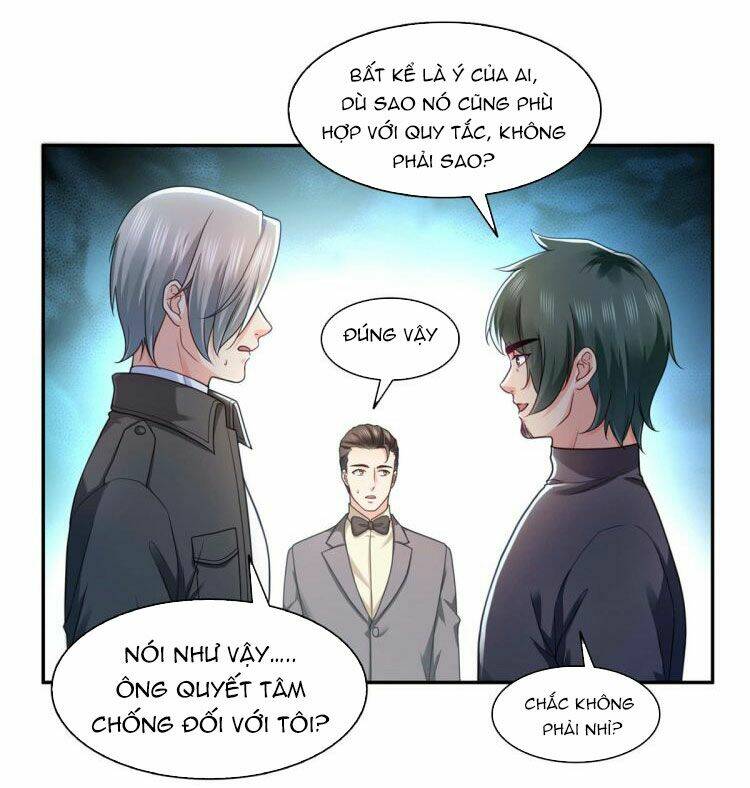 BẤT KỂ LÀ Ý CỦA AI,
DÙ SAO NÓ CŨNG PHÙ
HỢP VỚI QUY TẮC, KHÔNG
PHẢI SAO?
ĐÚNG VẬY
NÓI NHƯ VẬY.....
ÔNG QUYẾT TÂM
CHỐNG ĐỐI VỚI TÔI?
CHẮC KHÔNG
PHẢI NHỈ?